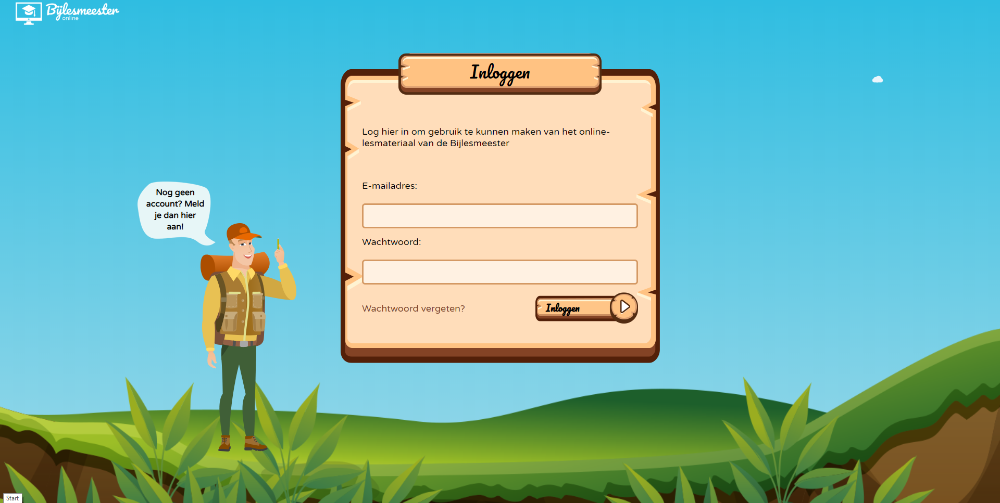 Bijlesmeester
online
Inloggen
Log hier in om gebruik te kunnen maken van het online-
lesmateriaal van de Bijlesmeester
Nog geen
account? Meld
je dan hier
aan!
E-mailadres:
Wachtwoord:
Wachtwoord vergeten?
Inloggen
Start